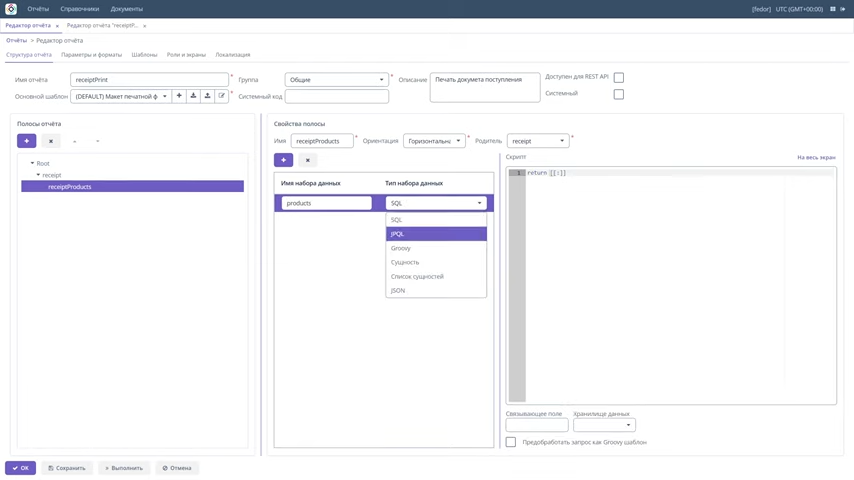 Отчёты Справочники Документы [fedor] UTC (GMT+00:00)
Редактор отчёта × Редактор отчёта "receiptP... ×
Отчёты > Редактор отчёта
Структура отчёта Параметры и форматы Шаблоны Роли и экраны Локализация
Имя отчёта receiptPrint * Группа Общие * Описание Печать докумета поступления Доступен для REST API
Основной шаблон (DEFAULT) Макет печатной ф * Системный код Системный
Полосы отчёта
Свойства полосы
Имя receiptProducts * Ориентация Горизонтальна * Родитель receipt *
Скрипт На весь экран
Root
receipt
receiptProducts
Имя набора данных Тип набора данных
products SQL
SQL
JPQL
Groovy
Сущность
Список сущностей
JSON
1 return [[:]]
Связывающее поле Хранилище данных
Предобработать запрос как Groovy шаблон
OK Сохранить Выполнить Отмена